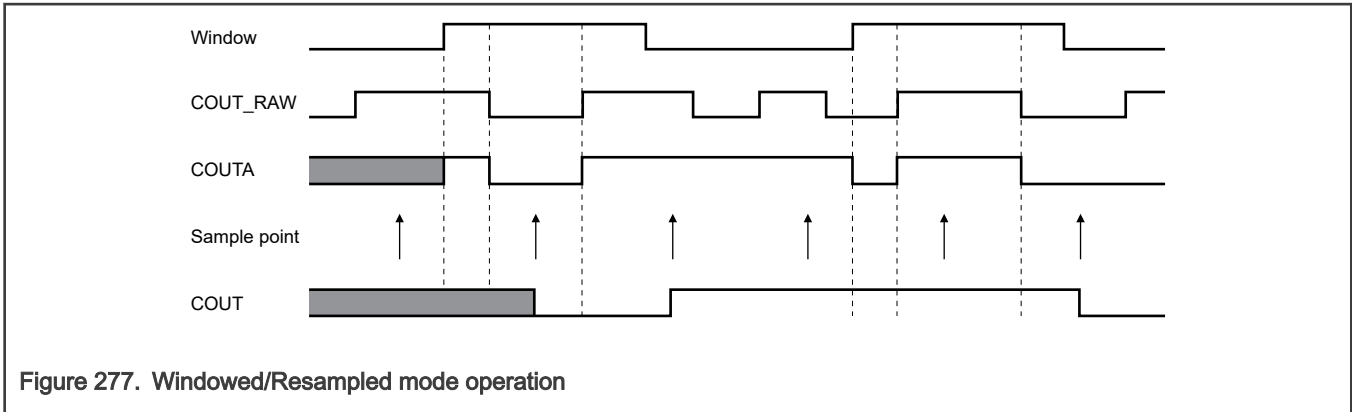 Window
COUT_RAW
COUTA
Sample point
COUT
Figure 277. Windowed/Resampled mode operation